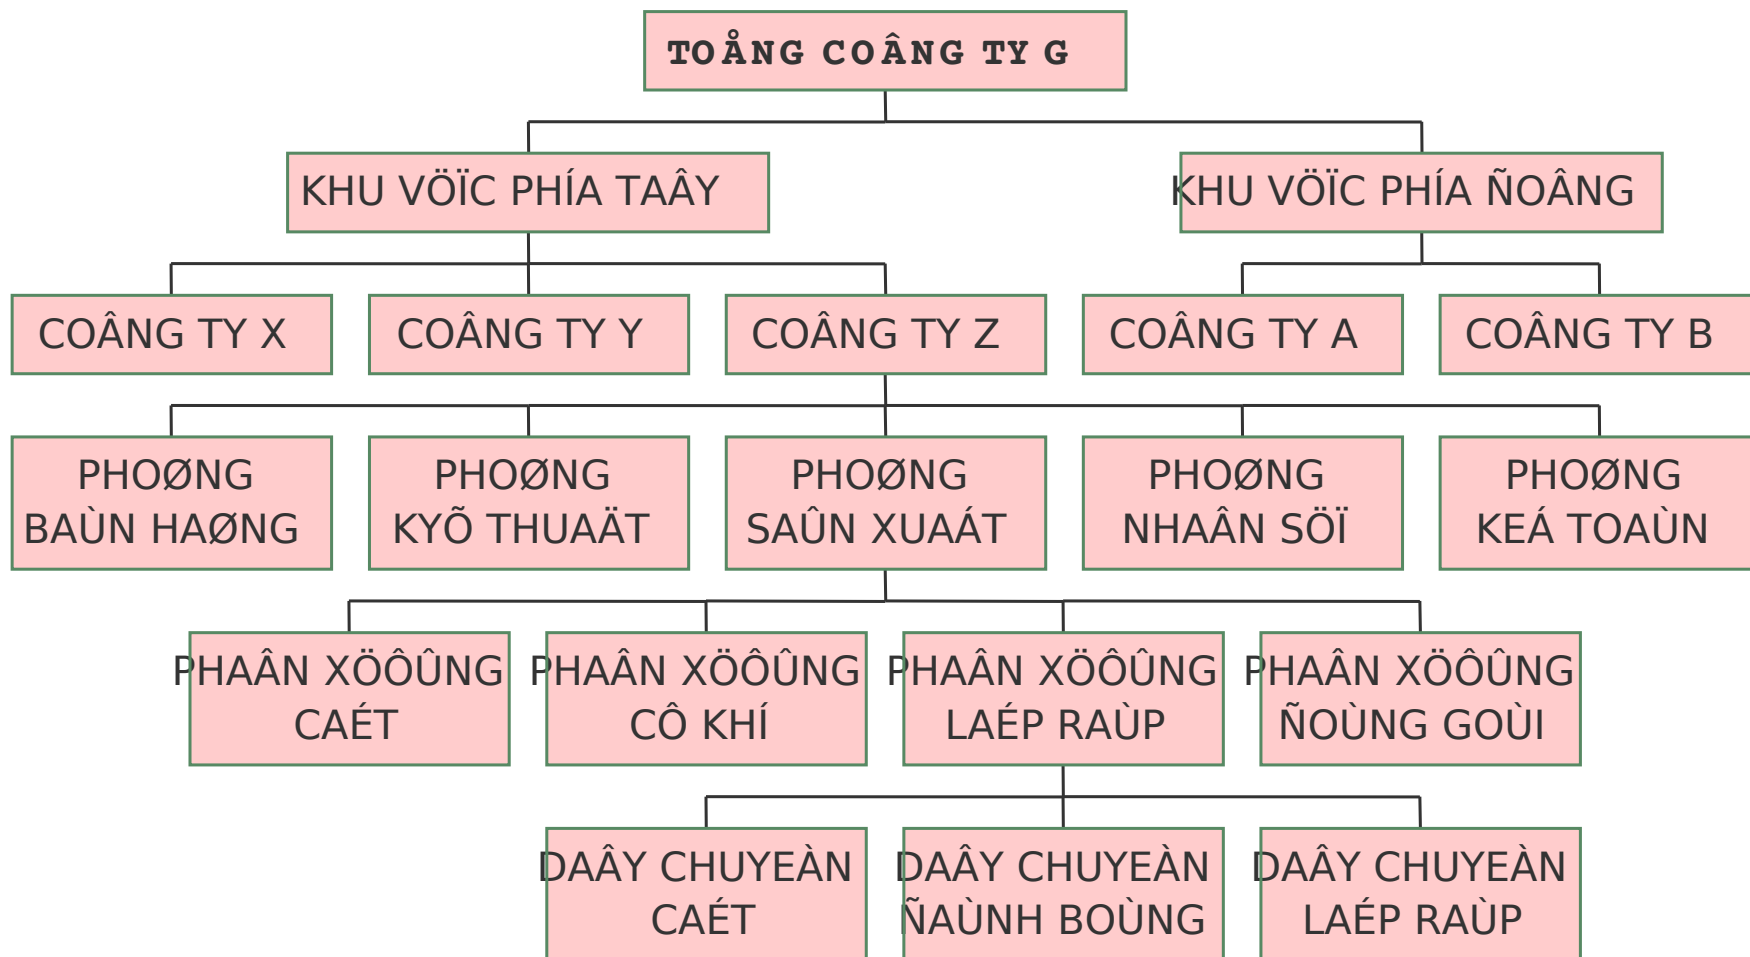 TOÅNG COÂNG TY G
KHU VÖÏC PHÍA TAÂY
KHU VÖÏC PHÍA ÑOÂNG
COÂNG TY X
COÂNG TY Y
COÂNG TY Z
COÂNG TY A
COÂNG TY B
PHOØNG
BAÙN HAØNG
PHOØNG
KYÕ THUAÄT
PHOØNG
SAÛN XUAÁT
PHOØNG
NHAÂN SÖÏ
PHOØNG
KEÁ TOAÙN
PHAÂN XÖÔÛNG
CAÉT
PHAÂN XÖÔÛNG
CÔ KHÍ
PHAÂN XÖÔÛNG
LAÉP RAÙP
PHAÂN XÖÔÛNG
ÑOÙNG GOÙI
DAÂY CHUYEÀN
CAÉT
DAÂY CHUYEÀN
ÑAÙNH BOÙNG
DAÂY CHUYEÀN
LAÉP RAÙP